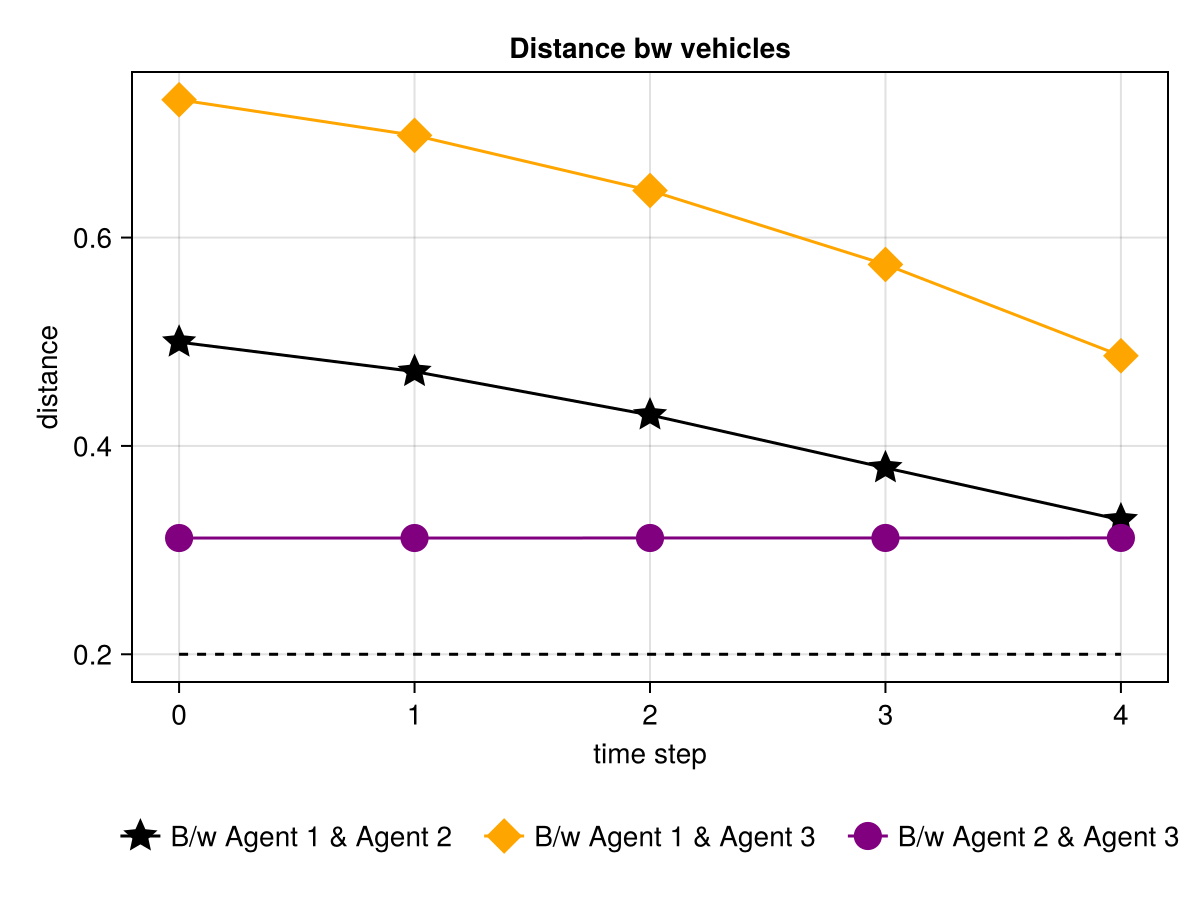 Distance bw vehicles
distance
0.6
0.4
0.2
0 1 2 3 4
time step
B/w Agent 1 & Agent 2 B/w Agent 1 & Agent 3 B/w Agent 2 & Agent 3